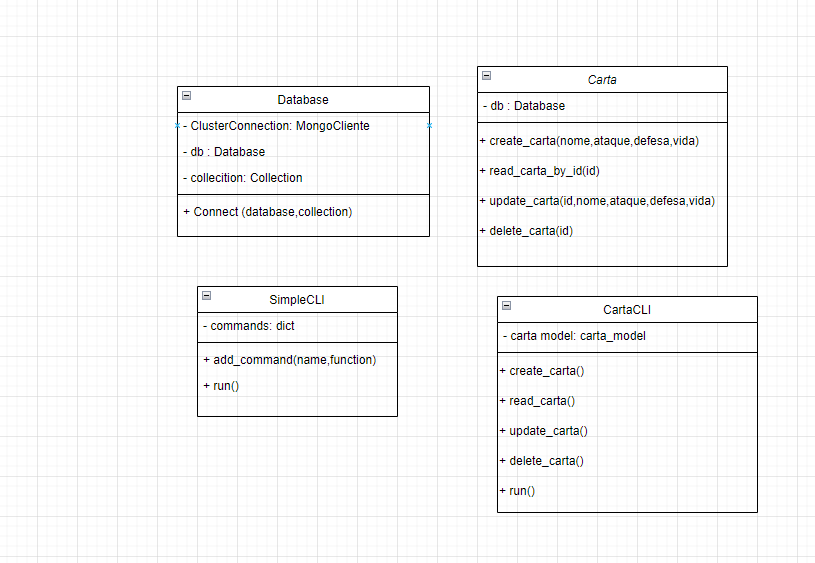 Database
- ClusterConnection: MongoCliente
- db : Database
- collecition: Collection
+ Connect (database,collection)
Carta
- db : Database
+ create_carta(nome,ataque,defesa,vida)
+ read_carta_by_id(id)
+ update_carta(id,nome,ataque,defesa,vida)
+ delete_carta(id)
SimpleCLI
- commands: dict
+ add_command(name,function)
+ run()
CartaCLI
- carta model: carta_model
+ create_carta()
+ read_carta()
+ update_carta()
+ delete_carta()
+ run()